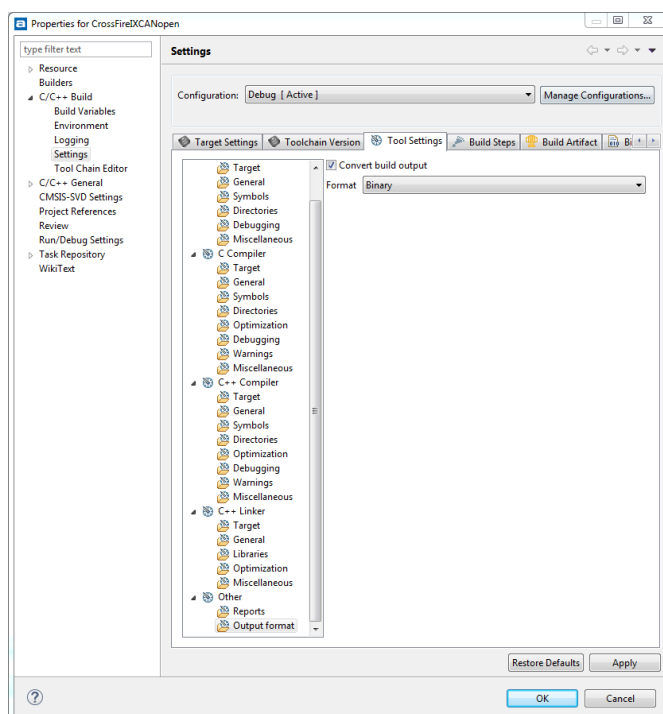 Properties for CrossFireIXCANopen
type filter text
Resource
Builders
C/C++ Build
Build Variables
Environment
Logging
Settings
Tool Chain Editor
C/C++ General
CMSIS-SVD Settings
Project References
Review
Run/Debug Settings
Task Repository
WikiText
Settings
Configuration: Debug [ Active ] Manage Configurations...
Target Settings Toolchain Version Tool Settings Build Steps Build Artifact Bi
Target
General
Symbols
Directories
Debugging
Miscellaneous
C Compiler
Target
General
Symbols
Directories
Optimization
Debugging
Warnings
Miscellaneous
C++ Compiler
Target
General
Symbols
Directories
Optimization
Debugging
Warnings
Miscellaneous
C++ Linker
Target
General
Libraries
Optimization
Miscellaneous
Other
Reports
Output format
Convert build output
Format Binary
Restore Defaults Apply
OK Cancel